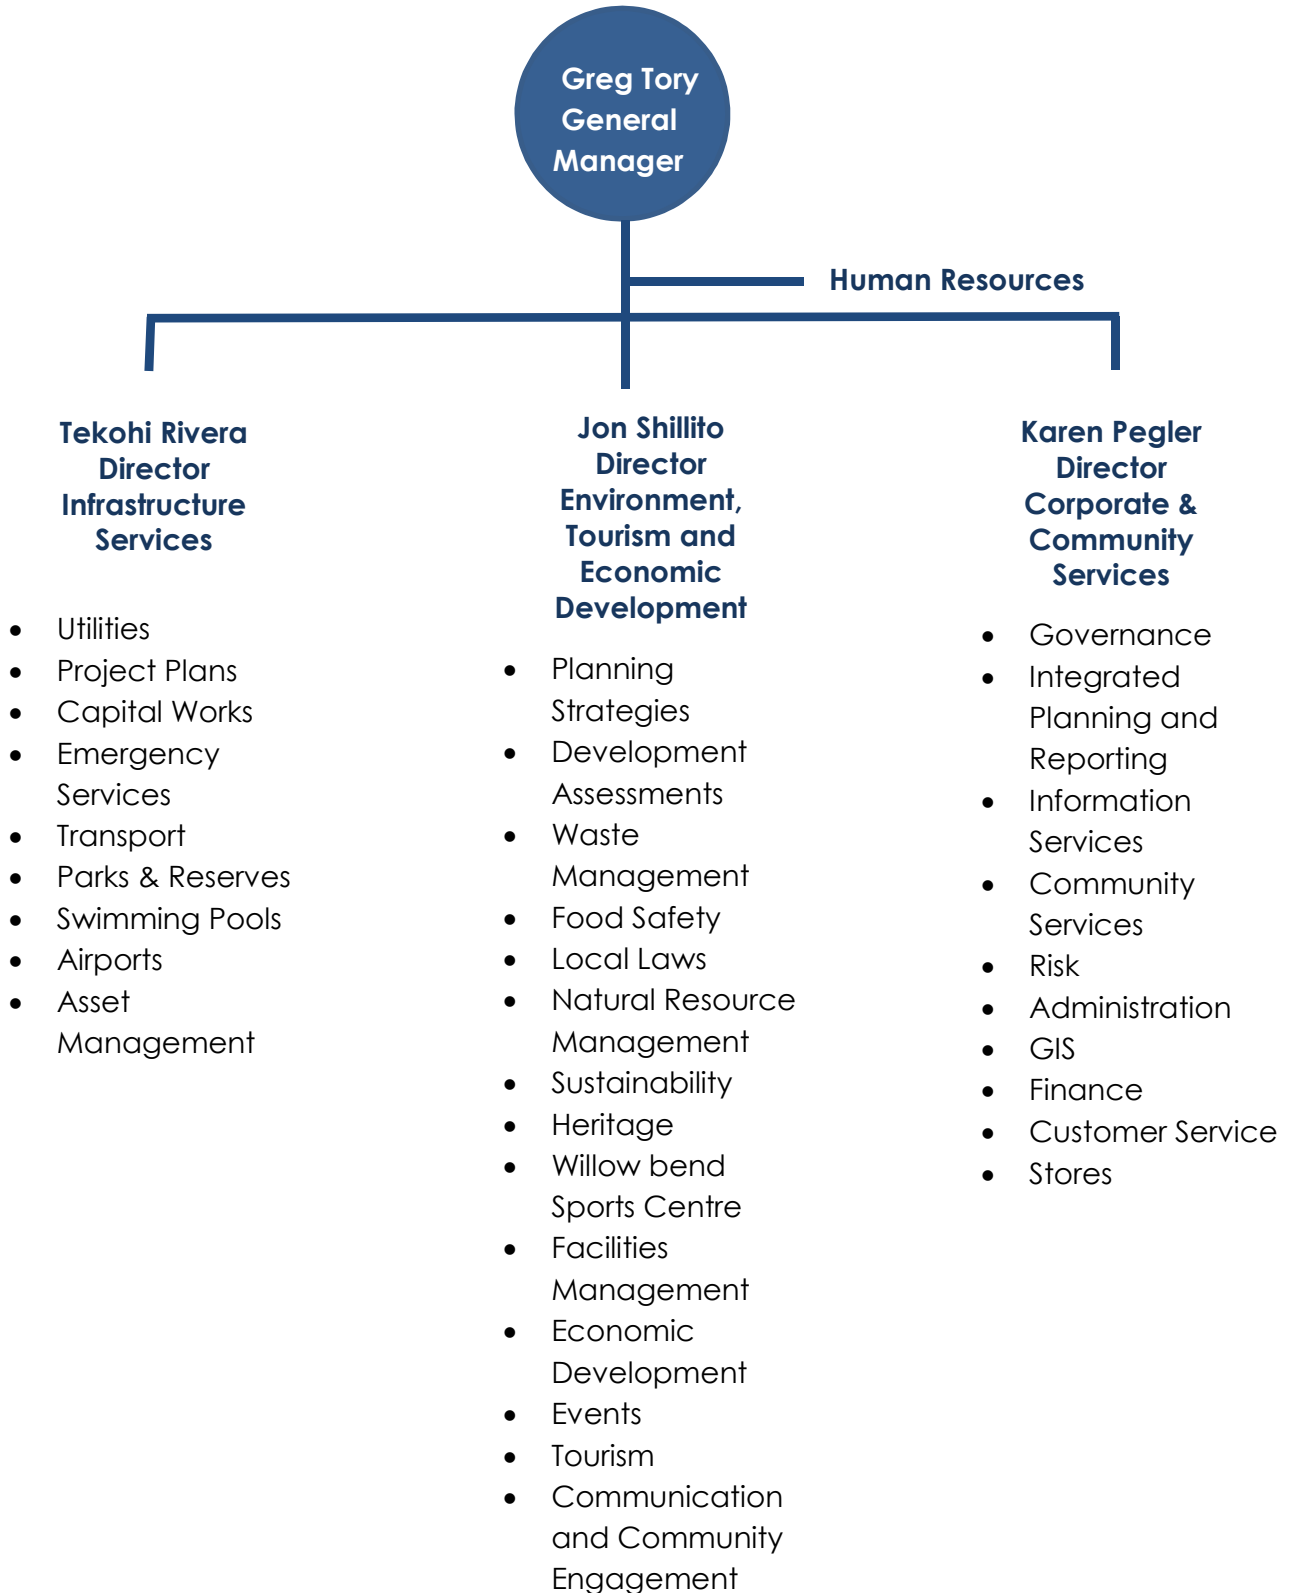 Greg Tory
General
Manager
Human Resources
Tekohi Rivera
Director
Infrastructure
Services
• Utilities
• Project Plans
• Capital Works
• Emergency
Services
• Transport
• Parks & Reserves
• Swimming Pools
• Airports
• Asset
Management
Jon Shillito
Director
Environment,
Tourism and
Economic
Development
• Planning
Strategies
• Development
Assessments
• Waste
Management
• Food Safety
• Local Laws
• Natural Resource
Management
• Sustainability
• Heritage
• Willow bend
Sports Centre
• Facilities
Management
• Economic
Development
• Events
• Tourism
• Communication
and Community
Engagement
Karen Pegler
Director
Corporate &
Community
Services
• Governance
• Integrated
Planning and
Reporting
• Information
Services
• Community
Services
• Risk
• Administration
• GIS
• Finance
• Customer Service
• Stores